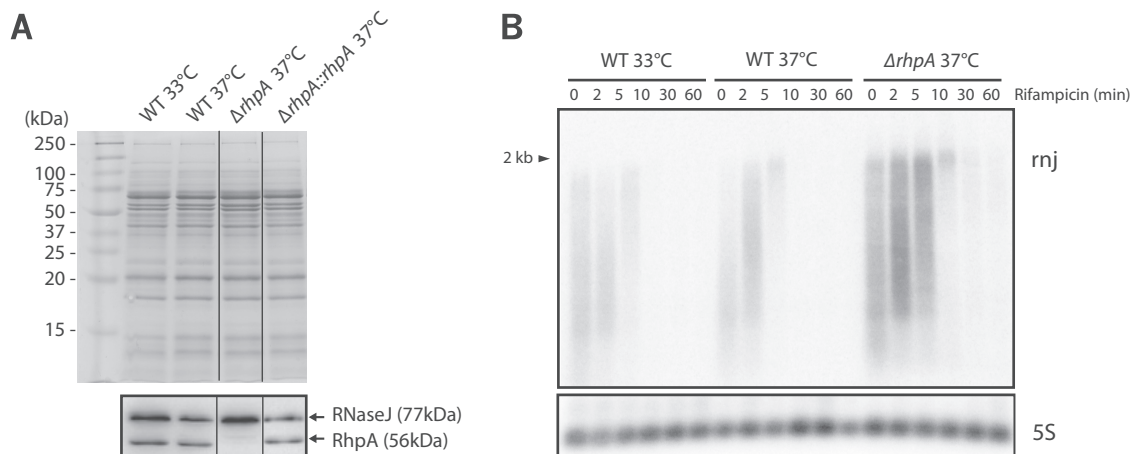 A
WT 33°C
WT 37°C
ΔrhpA 37°C
ΔrhpA::rhpA 37°C
(kDa)
250 -
100 -
75 -
50 -
37 -
25 -
20 -
15 -
RNaseJ (77kDa)
RhpA (56kDa)
B
WT 33°C WT 37°C ΔrhpA 37°C
0 2 5 10 30 60 0 2 5 10 30 60 0 2 5 10 30 60 Rifampicin (min)
2 kb
rnj
5S